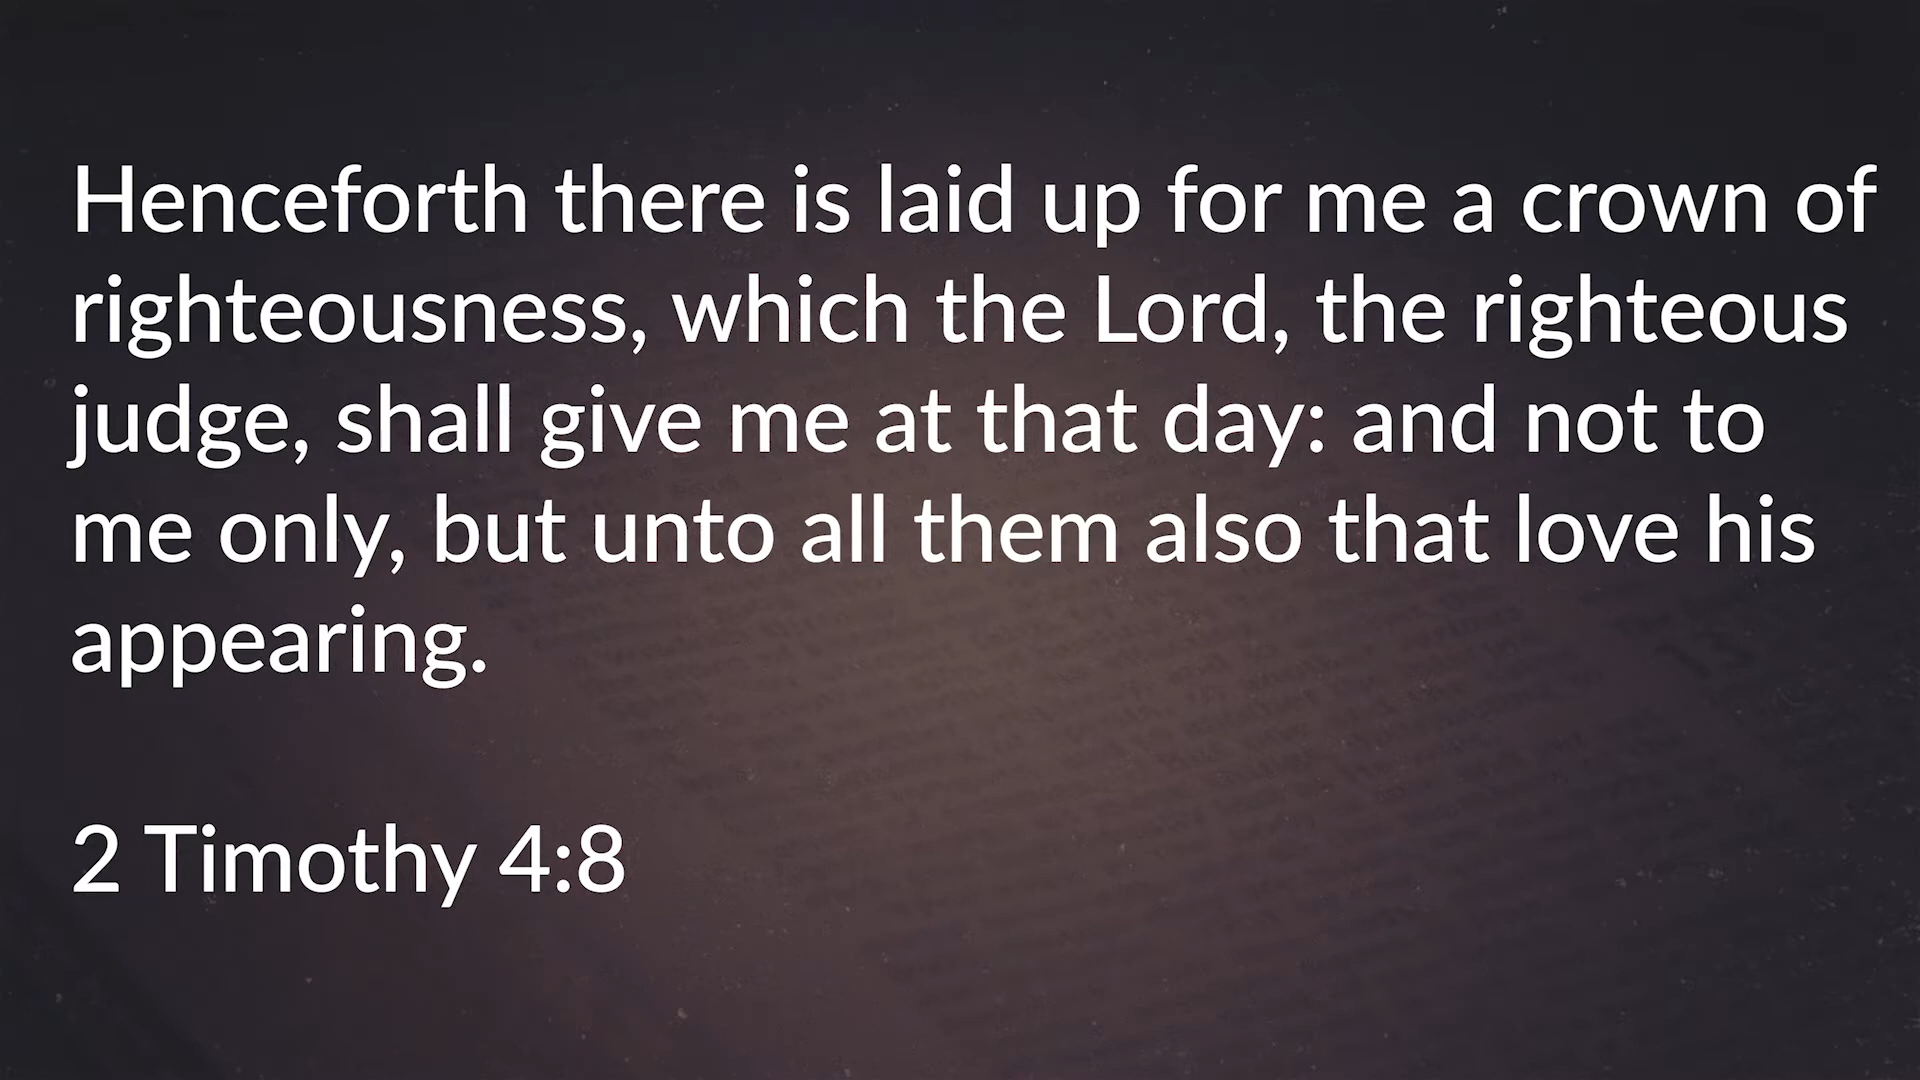 Henceforth there is laid up for me a crown of
righteousness, which the Lord, the righteous
judge, shall give me at that day: and not to
me only, but unto all them also that love his
appearing.
2 Timothy 4:8